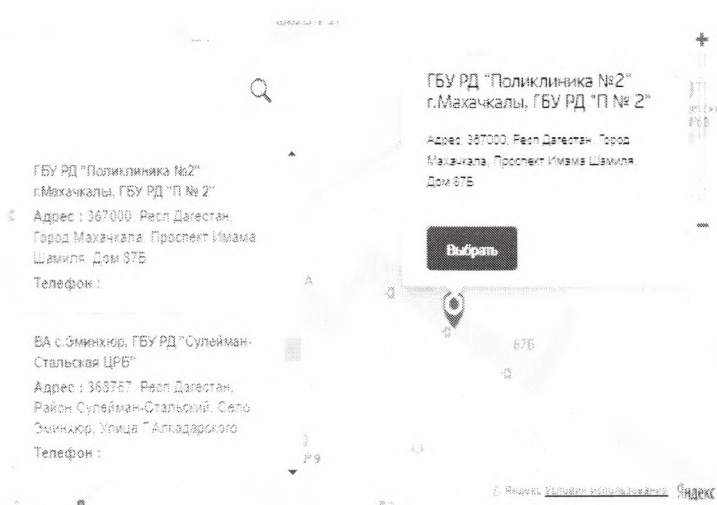 ГБУ РД "Поликлиника №2"
г.Махачкалы, ГБУ РД "П № 2"
Адрес : 367000, Респ Дагестан,
Город Махачкала, Проспект Имама
Шамиля, Дом 87Б
Телефон :
ВА с.Эминхюр, ГБУ РД "Сулейман-
Стальская ЦРБ"
Адрес : 368767, Респ Дагестан,
Район Сулейман-Стальский, Село
Эминхюр, Улица Г.Алкадарского
Телефон :
ГБУ РД "Поликлиника №2"
г.Махачкалы, ГБУ РД "П № 2"
Адрес: 367000, Респ Дагестан, Город
Махачкала, Проспект Имама Шамиля,
Дом 87Б
Выбрать
87Б
© Яндекс Условия использования Яндекс